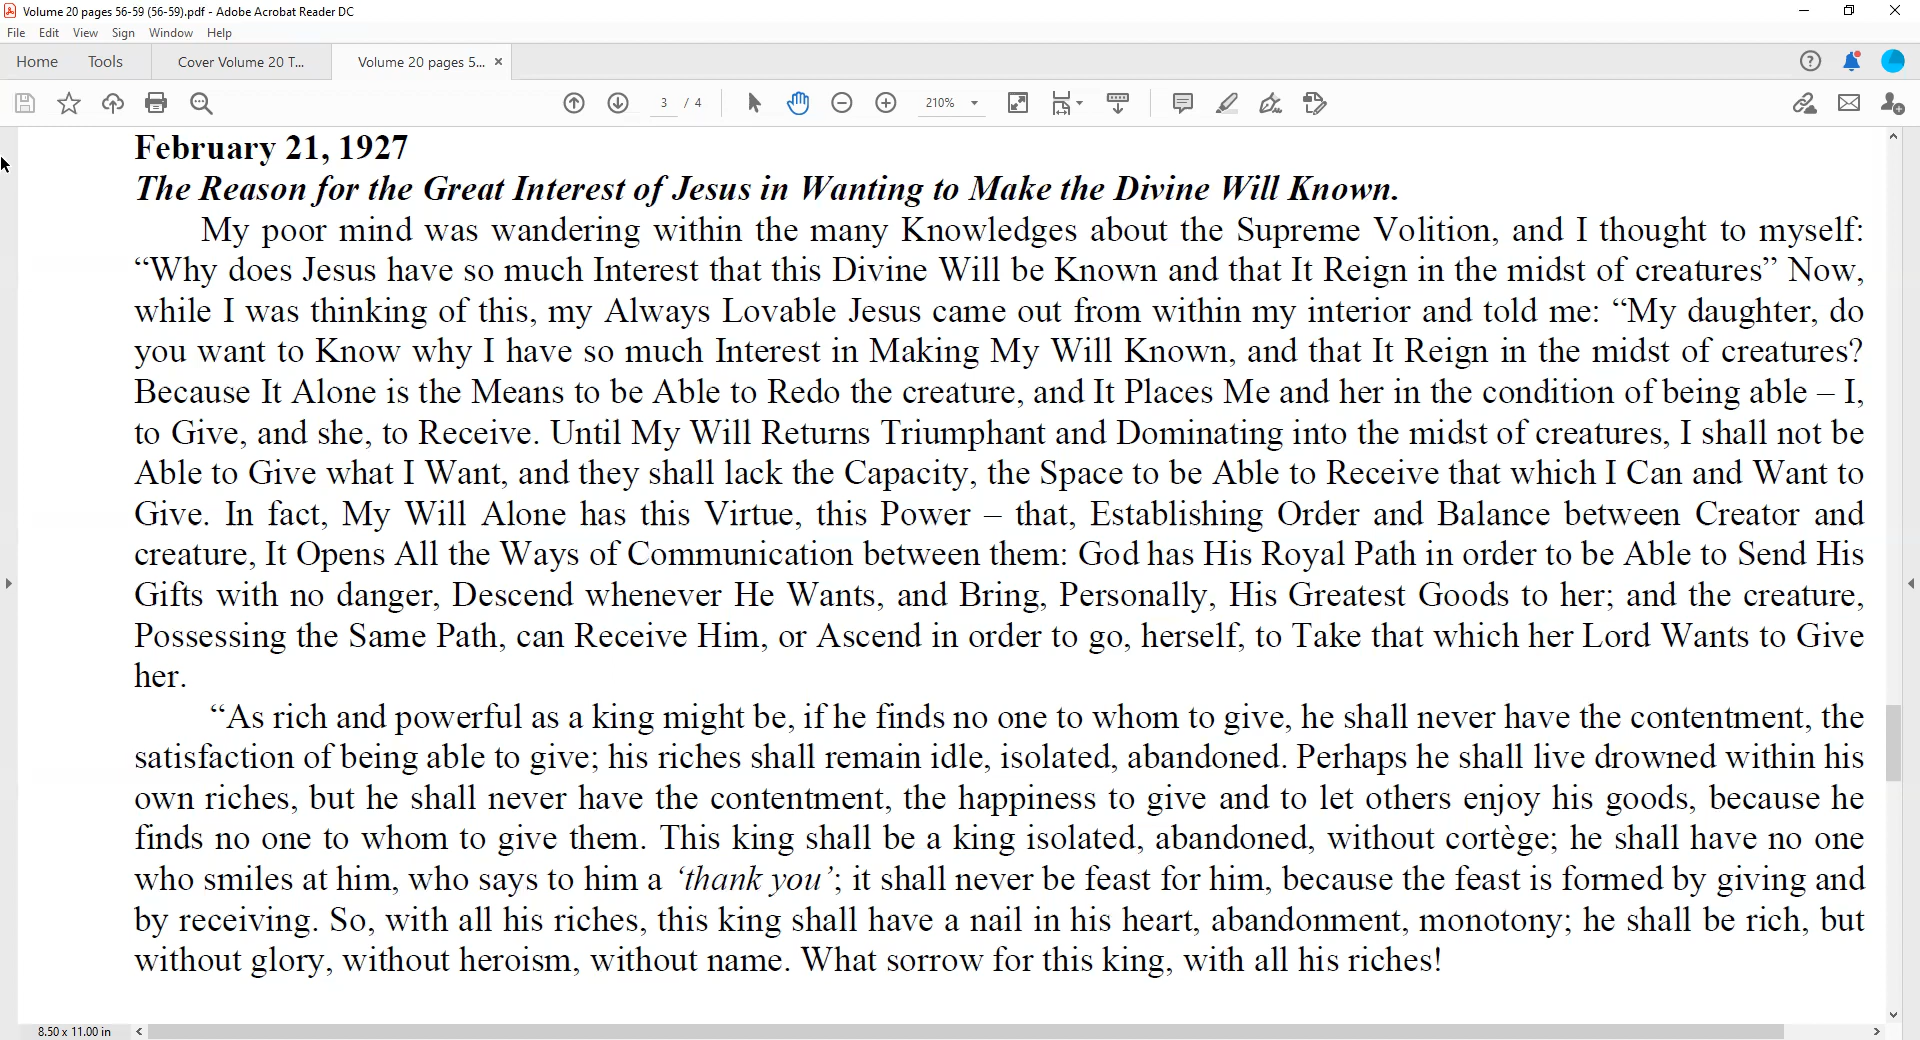 Volume 20 pages 56-59 (56-59).pdf - Adobe Acrobat Reader DC
File Edit View Sign Window Help
Home Tools Cover Volume 20 T... Volume 20 pages 5... ×
3 / 4 210%
February 21, 1927
The Reason for the Great Interest of Jesus in Wanting to Make the Divine Will Known.
My poor mind was wandering within the many Knowledges about the Supreme Volition, and I thought to myself:
“Why does Jesus have so much Interest that this Divine Will be Known and that It Reign in the midst of creatures” Now,
while I was thinking of this, my Always Lovable Jesus came out from within my interior and told me: “My daughter, do
you want to Know why I have so much Interest in Making My Will Known, and that It Reign in the midst of creatures?
Because It Alone is the Means to be Able to Redo the creature, and It Places Me and her in the condition of being able – I,
to Give, and she, to Receive. Until My Will Returns Triumphant and Dominating into the midst of creatures, I shall not be
Able to Give what I Want, and they shall lack the Capacity, the Space to be Able to Receive that which I Can and Want to
Give. In fact, My Will Alone has this Virtue, this Power – that, Establishing Order and Balance between Creator and
creature, It Opens All the Ways of Communication between them: God has His Royal Path in order to be Able to Send His
Gifts with no danger, Descend whenever He Wants, and Bring, Personally, His Greatest Goods to her; and the creature,
Possessing the Same Path, can Receive Him, or Ascend in order to go, herself, to Take that which her Lord Wants to Give
her.
“As rich and powerful as a king might be, if he finds no one to whom to give, he shall never have the contentment, the
satisfaction of being able to give; his riches shall remain idle, isolated, abandoned. Perhaps he shall live drowned within his
own riches, but he shall never have the contentment, the happiness to give and to let others enjoy his goods, because he
finds no one to whom to give them. This king shall be a king isolated, abandoned, without cortège; he shall have no one
who smiles at him, who says to him a ‘thank you’; it shall never be feast for him, because the feast is formed by giving and
by receiving. So, with all his riches, this king shall have a nail in his heart, abandonment, monotony; he shall be rich, but
without glory, without heroism, without name. What sorrow for this king, with all his riches!
8.50 x 11.00 in